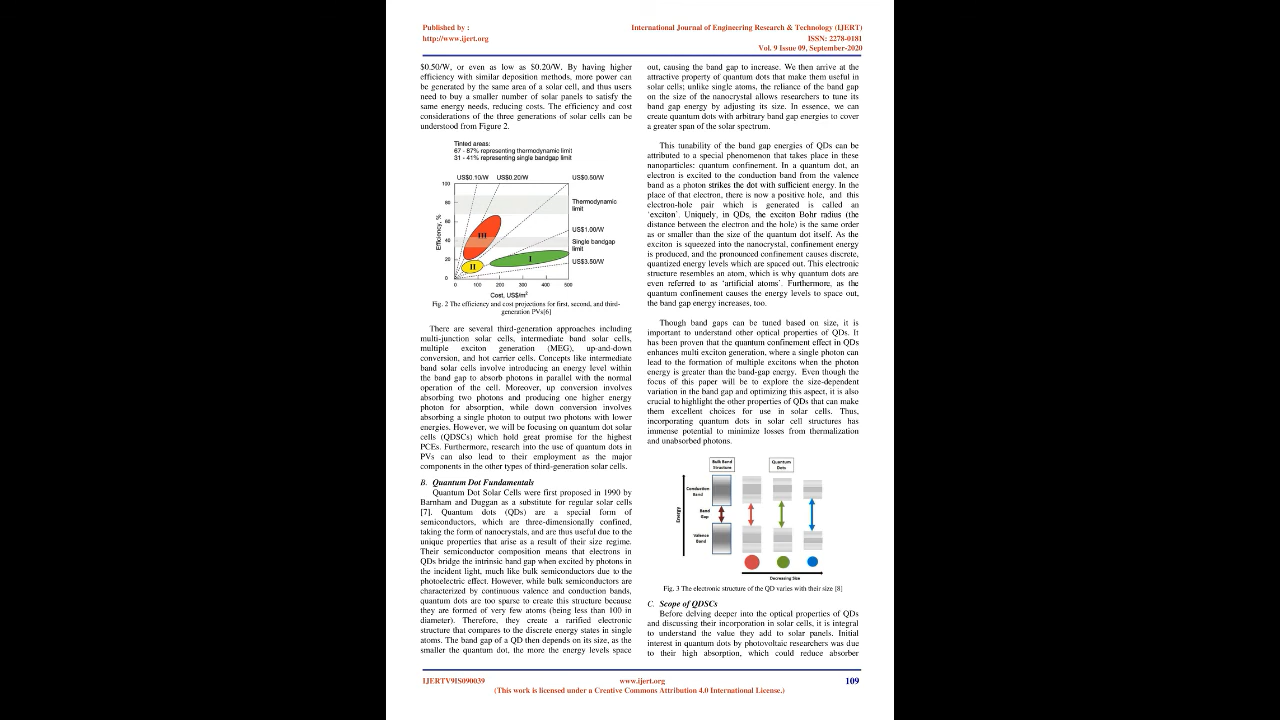 Published by :
http://www.ijert.org
International Journal of Engineering Research & Technology (IJERT)
ISSN: 2278-0181
Vol. 9 Issue 09, September-2020
$0.50/W, or even as low as $0.20/W. By having higher
efficiency with similar deposition methods, more power can
be generated by the same area of a solar cell, and thus users
need to buy a smaller number of solar panels to satisfy the
same energy needs, reducing costs. The efficiency and cost
considerations of the three generations of solar cells can be
understood from Figure 2.
Tinted areas:
67 - 87% representing thermodynamic limit
31 - 41% representing single bandgap limit
US$0.10/W US$0.20/W US$0.50/W
100
80
60
40
20
0
Efficiency, %
Thermodynamic
limit
US$1.00/W
Single bandgap
limit
US$3.50/W
III
II
I
0 100 200 300 400 500
Cost, US$/m²
Fig. 2 The efficiency and cost projections for first, second, and third-
generation PVs[6]
There are several third-generation approaches including
multi-junction solar cells, intermediate band solar cells,
multiple exciton generation (MEG), up-and-down
conversion, and hot carrier cells. Concepts like intermediate
band solar cells involve introducing an energy level within
the band gap to absorb photons in parallel with the normal
operation of the cell. Moreover, up conversion involves
absorbing two photons and producing one higher energy
photon for absorption, while down conversion involves
absorbing a single photon to output two photons with lower
energies. However, we will be focusing on quantum dot solar
cells (QDSCs) which hold great promise for the highest
PCEs. Furthermore, research into the use of quantum dots in
PVs can also lead to their employment as the major
components in the other types of third-generation solar cells.
B. Quantum Dot Fundamentals
Quantum Dot Solar Cells were first proposed in 1990 by
Barnham and Duggan as a substitute for regular solar cells
[7]. Quantum dots (QDs) are a special form of
semiconductors, which are three-dimensionally confined,
taking the form of nanocrystals, and are thus useful due to the
unique properties that arise as a result of their size regime.
Their semiconductor composition means that electrons in
QDs bridge the intrinsic band gap when excited by photons in
the incident light, much like bulk semiconductors due to the
photoelectric effect. However, while bulk semiconductors are
characterized by continuous valence and conduction bands,
quantum dots are too sparse to create this structure because
they are formed of very few atoms (being less than 100 in
diameter). Therefore, they create a rarified electronic
structure that compares to the discrete energy states in single
atoms. The band gap of a QD then depends on its size, as the
smaller the quantum dot, the more the energy levels space
out, causing the band gap to increase. We then arrive at the
attractive property of quantum dots that make them useful in
solar cells; unlike single atoms, the reliance of the band gap
on the size of the nanocrystal allows researchers to tune its
band gap energy by adjusting its size. In essence, we can
create quantum dots with arbitrary band gap energies to cover
a greater span of the solar spectrum.
This tunability of the band gap energies of QDs can be
attributed to a special phenomenon that takes place in these
nanoparticles: quantum confinement. In a quantum dot, an
electron is excited to the conduction band from the valence
band as a photon strikes the dot with sufficient energy. In the
place of that electron, there is now a positive hole, and this
electron-hole pair which is generated is called an
‘exciton’. Uniquely, in QDs, the exciton Bohr radius (the
distance between the electron and the hole) is the same order
as or smaller than the size of the quantum dot itself. As the
exciton is squeezed into the nanocrystal, confinement energy
is produced, and the pronounced confinement causes discrete,
quantized energy levels which are spaced out. This electronic
structure resembles an atom, which is why quantum dots are
even referred to as ‘artificial atoms’. Furthermore, as the
quantum confinement causes the energy levels to space out,
the band gap energy increases, too.
Though band gaps can be tuned based on size, it is
important to understand other optical properties of QDs. It
has been proven that the quantum confinement effect in QDs
enhances multi exciton generation, where a single photon can
lead to the formation of multiple excitons when the photon
energy is greater than the band-gap energy. Even though the
focus of this paper will be to explore the size-dependent
variation in the band gap and optimizing this aspect, it is also
crucial to highlight the other properties of QDs that can make
them excellent choices for use in solar cells. Thus,
incorporating quantum dots in solar cell structures has
immense potential to minimize losses from thermalization
and unabsorbed photons.
Bulk Band
Structure
Quantum
Dots
Energy
Conduction
Band
Band
Gap
Valence
Band
Decreasing Size
Fig. 3 The electronic structure of the QD varies with their size [8]
C. Scope of QDSCs
Before delving deeper into the optical properties of QDs
and discussing their incorporation in solar cells, it is integral
to understand the value they add to solar panels. Initial
interest in quantum dots by photovoltaic researchers was due
to their high absorption, which could reduce absorber
IJERTV9IS090039
www.ijert.org
109
(This work is licensed under a Creative Commons Attribution 4.0 International License.)